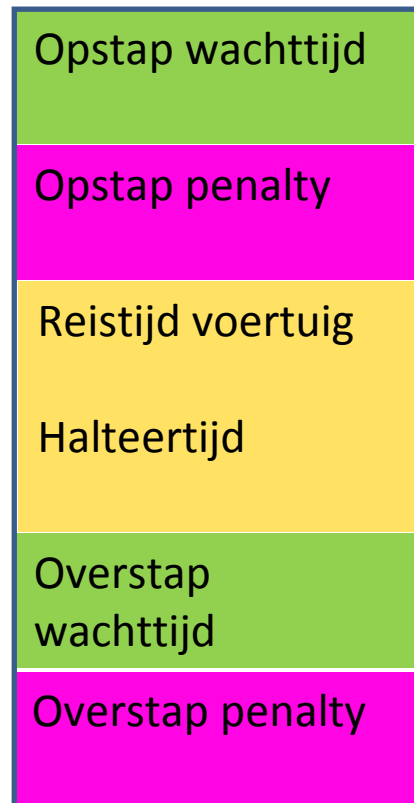 Opstap wachttijd
Opstap penalty
Reistijd voertuig
Halteertijd
Overstap
wachttijd
Overstap penalty